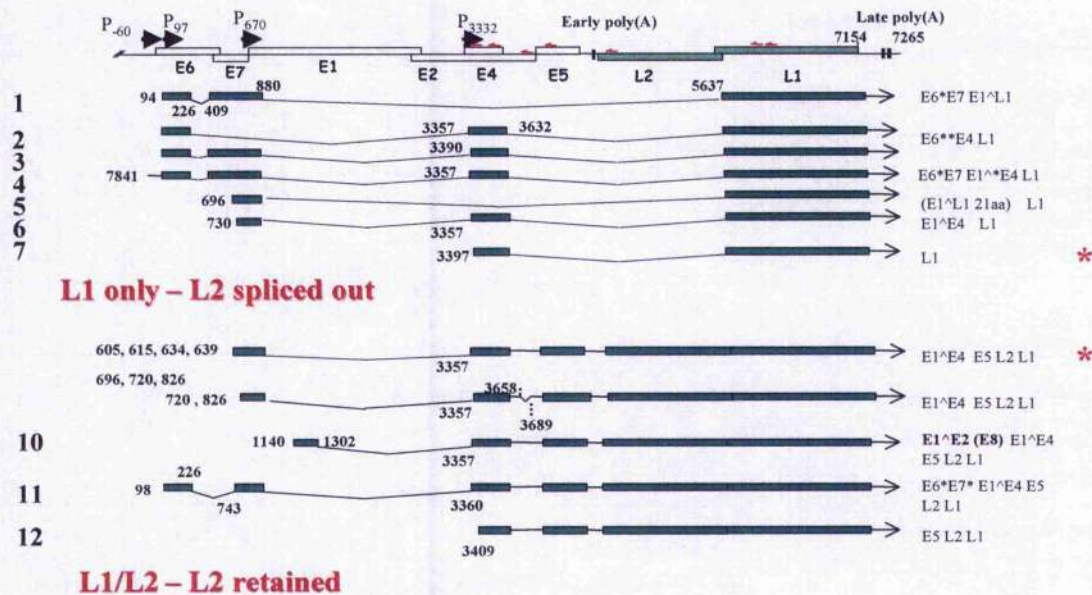 P-60 P97 P670 P3332 Early poly(A) Late poly(A)
7154 7265
E6 E7 E1 E2 E4 E5 L2 L1
1 94 226 409 880 5637 E6*E7 E1^L1
2 3357 3632 E6**E4 L1
3 3390
4 7841 3357 E6*E7 E1^*E4 L1
5 696 (E1^L1 21aa) L1
6 730 3357 E1^E4 L1
7 3397 L1 *
L1 only – L2 spliced out
605, 615, 634, 639 3357 E1^E4 E5 L2 L1 *
696, 720, 826
720 , 826 3357 3658 3689 E1^E4 E5 L2 L1
10 1140 1302 3357 E1^E2 (E8) E1^E4
E5 L2 L1
11 98 226 743 3360 E6*E7* E1^E4 E5
L2 L1
12 3409 E5 L2 L1
L1/L2 – L2 retained